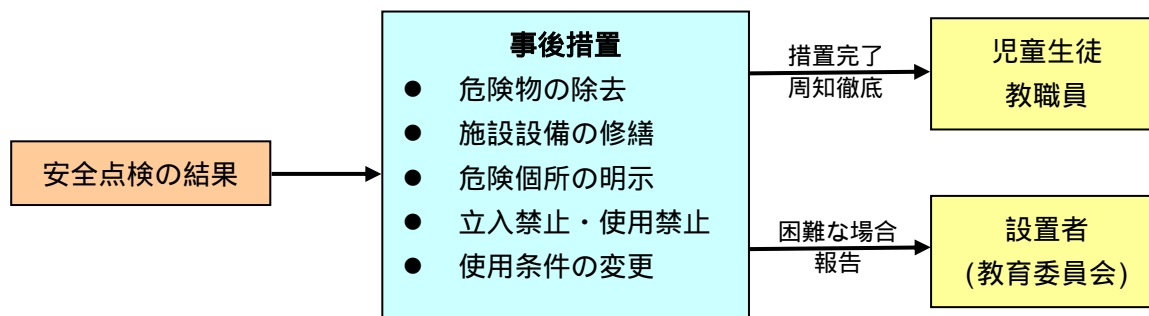 安全点検の結果
事後措置
● 危険物の除去
● 施設設備の修繕
● 危険個所の明示
● 立入禁止・使用禁止
● 使用条件の変更
措置完了
周知徹底
児童生徒
教職員
困難な場合
報告
設置者
(教育委員会)